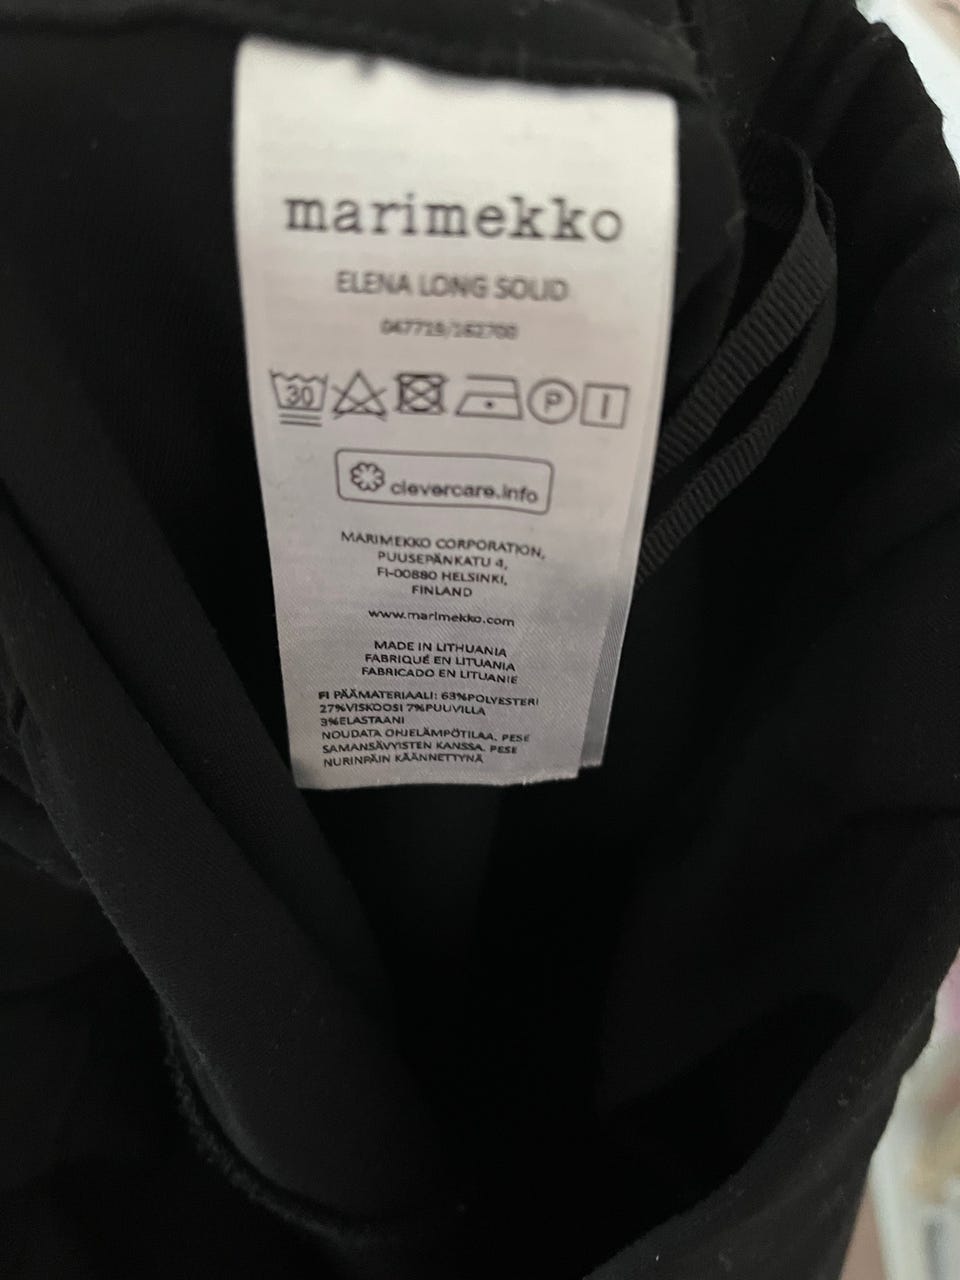 marimekko
ELENA LONG SOLID
30
P
clevercare.info
MARIMEKKO CORPORATION,
PUUSEPÄNKATU 4,
FI-00880 HELSINKI,
FINLAND
www.marimekko.com
MADE IN LITHUANIA
FABRIQUÉ EN LITUANIA
FABRICADO EN LITUANIE
FI PÄÄMATERIAALI: 63%POLYESTERI
27%VISKOOSI 7%PUUVILLA
3%ELASTAANI
NOUDATA OHJELÄMPÖTILAA. PESE
SAMANSÄVYISTEN KANSSA. PESE
NURINPÄIN KÄÄNNETTYNÄ